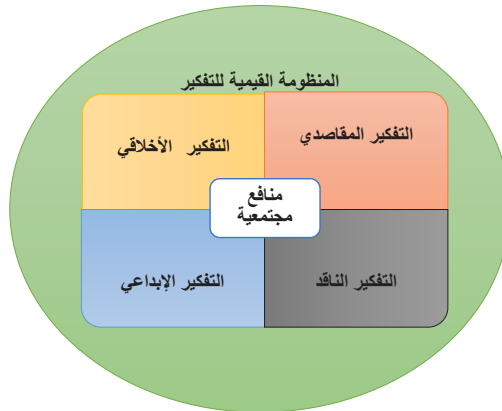 المنظومة القيمية للتفكير
التفكير المقاصدي
التفكير الأخلاقي
منافع
مجتمعية
التفكير الناقد
التفكير الإبداعي